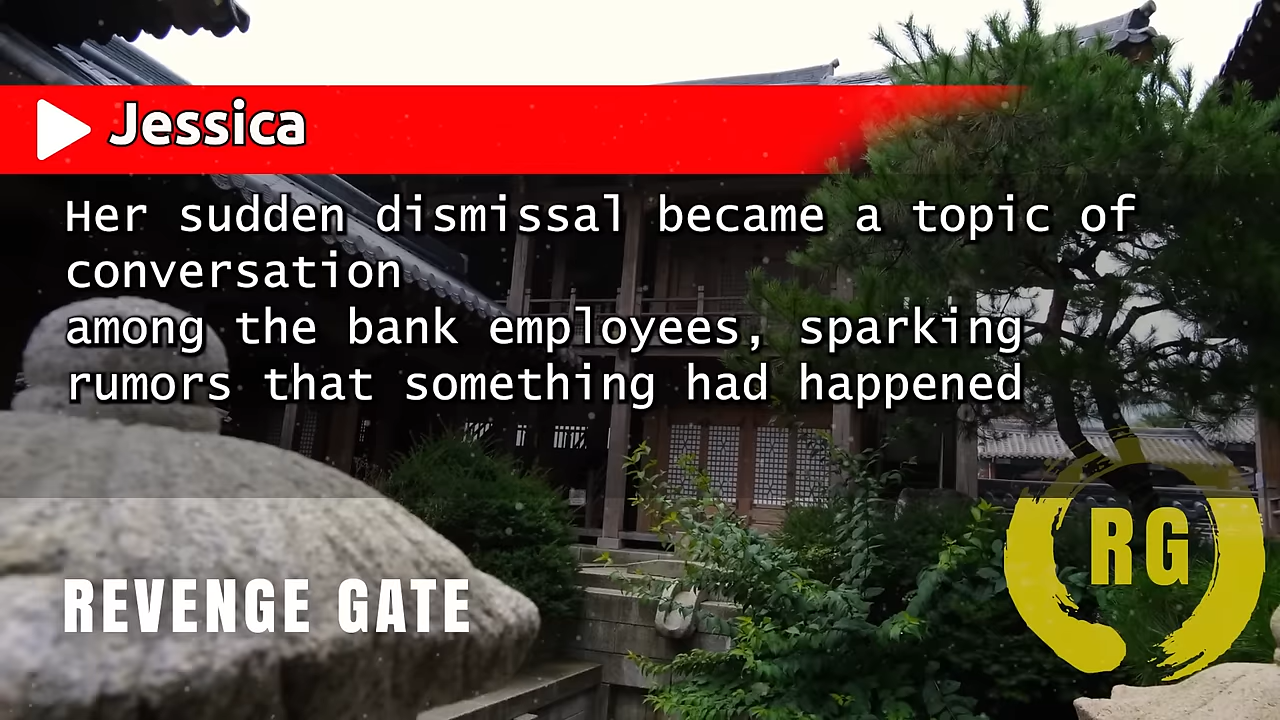 Jessica
Her sudden dismissal became a topic of
conversation
among the bank employees, sparking
rumors that something had happened
RG
REVENGE GATE